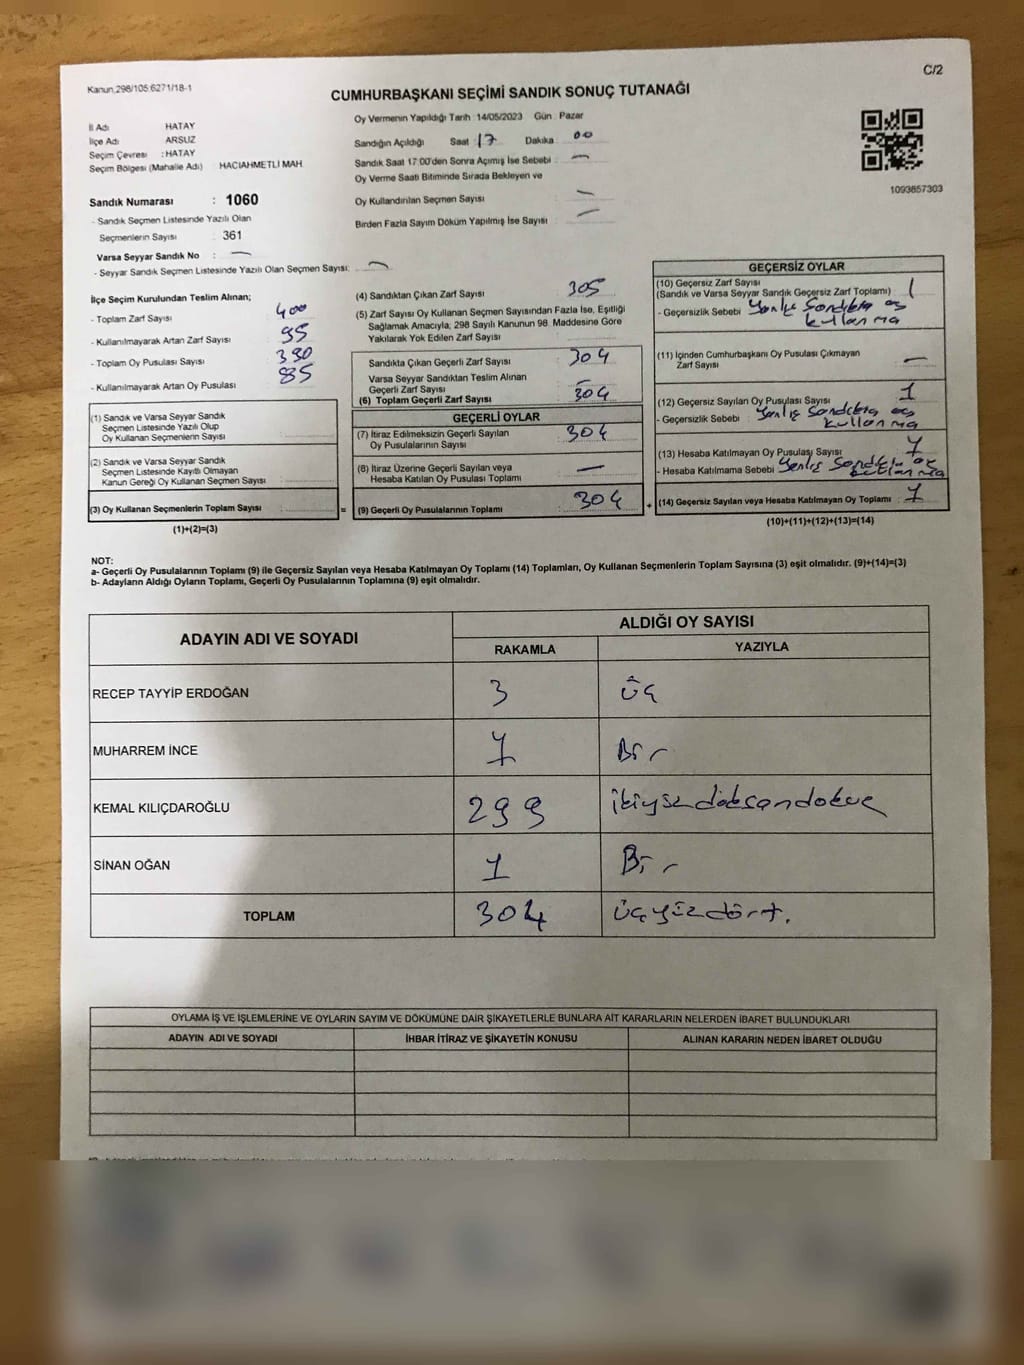 C/2
Kanun,298/105:6271/18-1
CUMHURBAŞKANI SEÇİMİ SANDIK SONUÇ TUTANAĞI
İl Adı HATAY
İlçe Adı ARSUZ
Seçim Çevresi : HATAY
Seçim Bölgesi (Mahalle Adı) HACIAHMETLİ MAH.
Sandık Numarası : 1060
- Sandık Seçmen Listesinde Yazılı Olan
Seçmenlerin Sayısı : 361
Varsa Seyyar Sandık No : —
- Seyyar Sandık Seçmen Listesinde Yazılı Olan Seçmen Sayısı: —
Oy Vermenin Yapıldığı Tarih : 14/05/2023 Gün : Pazar
Sandığın Açıldığı Saat : 17 Dakika : 00
Sandık Saat 17:00'den Sonra Açımış İse Sebebi : —
Oy Verme Saati Bitiminde Sırada Bekleyen ve
Oy Kullandırılan Seçmen Sayısı : —
Birden Fazla Sayım Döküm Yapılmış İse Sayısı : —
1093857303
İlçe Seçim Kurulundan Teslim Alınan;
- Toplam Zarf Sayısı : 400
- Kullanılmayarak Artan Zarf Sayısı : 95
- Toplam Oy Pusulası Sayısı : 390
- Kullanılmayarak Artan Oy Pusulası : 85
(1) Sandık ve Varsa Seyyar Sandık
Seçmen Listesinde Yazılı Olup
Oy Kullanan Seçmenlerin Sayısı :
(2) Sandık ve Varsa Seyyar Sandık
Seçmen Listesinde Kayıtlı Olmayan
Kanun Gereği Oy Kullanan Seçmen Sayısı :
(3) Oy Kullanan Seçmenlerin Toplam Sayısı :
(1)+(2)=(3)
=
(4) Sandıktan Çıkan Zarf Sayısı : 305
(5) Zarf Sayısı Oy Kullanan Seçmen Sayısından Fazla İse, Eşitliği
Sağlamak Amacıyla; 298 Sayılı Kanunun 98. Maddesine Göre
Yakılarak Yok Edilen Zarf Sayısı :
Sandıkta Çıkan Geçerli Zarf Sayısı : 304
Varsa Seyyar Sandıktan Teslim Alınan
Geçerli Zarf Sayısı : —
(6) Toplam Geçerli Zarf Sayısı : 304
GEÇERLİ OYLAR
(7) İtiraz Edilmeksizin Geçerli Sayılan
Oy Pusulalarının Sayısı : 304
(8) İtiraz Üzerine Geçerli Sayılan veya
Hesaba Katılan Oy Pusulası Toplamı : —
(9) Geçerli Oy Pusulalarının Toplamı : 304
+
GEÇERSİZ OYLAR
(10) Geçersiz Zarf Sayısı
(Sandık ve Varsa Seyyar Sandık Geçersiz Zarf Toplamı) : 1
- Geçersizlik Sebebi : Yanlış Sandıkta oy
kullanma
(11) İçinden Cumhurbaşkanı Oy Pusulası Çıkmayan
Zarf Sayısı : —
(12) Geçersiz Sayılan Oy Pusulası Sayısı : 1
- Geçersizlik Sebebi : Yanlış Sandıkta oy
kullanma
(13) Hesaba Katılmayan Oy Pusulası Sayısı : 1
- Hesaba Katılmama Sebebi : Yanlış Sandıkta oy
kullanma
(14) Geçersiz Sayılan veya Hesaba Katılmayan Oy Toplamı : 1
(10)+(11)+(12)+(13)=(14)
NOT:
a- Geçerli Oy Pusulalarının Toplamı (9) ile Geçersiz Sayılan veya Hesaba Katılmayan Oy Toplamı (14) Toplamları, Oy Kullanan Seçmenlerin Toplam Sayısına (3) eşit olmalıdır. (9)+(14)=(3)
b- Adayların Aldığı Oyların Toplamı, Geçerli Oy Pusulalarının Toplamına (9) eşit olmalıdır.
ADAYIN ADI VE SOYADI ALDIĞI OY SAYISI
RAKAMLA YAZIYLA
RECEP TAYYİP ERDOĞAN 3 üç
MUHARREM İNCE 1 Bir
KEMAL KILIÇDAROĞLU 299 ikiyüzdoksandokuz
SİNAN OĞAN 1 Bir
TOPLAM 304 üçyüzdört.
OYLAMA İŞ VE İŞLEMLERİNE VE OYLARIN SAYIM VE DÖKÜMÜNE DAİR ŞİKAYETLERLE BUNLARA AİT KARARLARIN NELERDEN İBARET BULUNDUKLARI
ADAYIN ADI VE SOYADI İHBAR İTİRAZ VE ŞİKAYETİN KONUSU ALINAN KARARIN NEDEN İBARET OLDUĞU